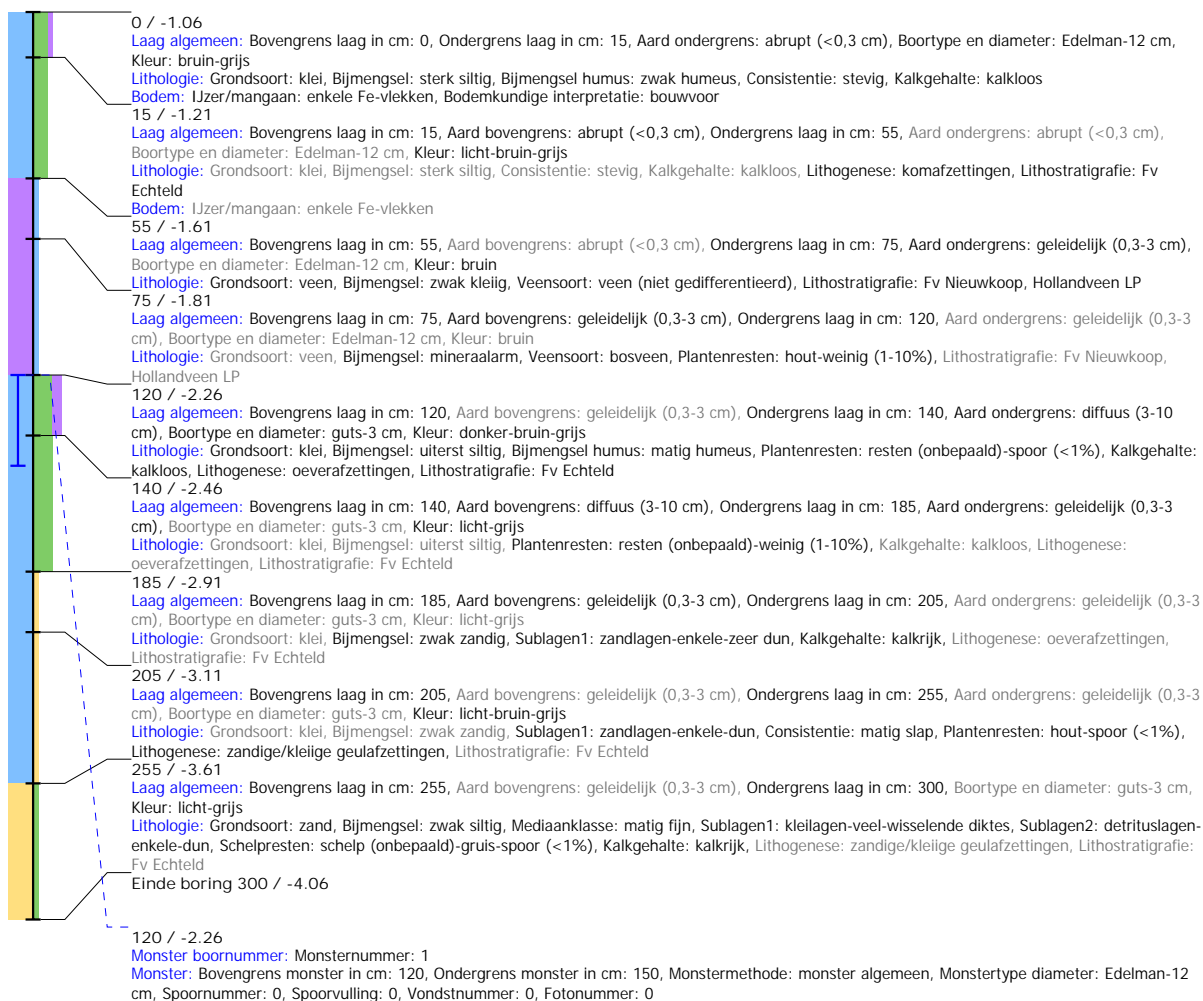 0 / -1.06
Laag algemeen: Bovengrens laag in cm: 0, Ondergrens laag in cm: 15, Aard ondergrens: abrupt (<0,3 cm), Boortype en diameter: Edelman-12 cm,
Kleur: bruin-grijs
Lithologie: Grondsoort: klei, Bijmengsel: sterk siltig, Bijmengsel humus: zwak humeus, Consistentie: stevig, Kalkgehalte: kalkloos
Bodem: IJzer/mangaan: enkele Fe-vlekken, Bodemkundige interpretatie: bouwvoor
15 / -1.21
Laag algemeen: Bovengrens laag in cm: 15, Aard bovengrens: abrupt (<0,3 cm), Ondergrens laag in cm: 55, Aard ondergrens: abrupt (<0,3 cm),
Boortype en diameter: Edelman-12 cm, Kleur: licht-bruin-grijs
Lithologie: Grondsoort: klei, Bijmengsel: sterk siltig, Consistentie: stevig, Kalkgehalte: kalkloos, Lithogenese: komafzettingen, Lithostratigrafie: Fv
Echteld
Bodem: IJzer/mangaan: enkele Fe-vlekken
55 / -1.61
Laag algemeen: Bovengrens laag in cm: 55, Aard bovengrens: abrupt (<0,3 cm), Ondergrens laag in cm: 75, Aard ondergrens: geleidelijk (0,3-3 cm),
Boortype en diameter: Edelman-12 cm, Kleur: bruin
Lithologie: Grondsoort: veen, Bijmengsel: zwak kleiig, Veensoort: veen (niet gedifferentieerd), Lithostratigrafie: Fv Nieuwkoop, Hollandveen LP
75 / -1.81
Laag algemeen: Bovengrens laag in cm: 75, Aard bovengrens: geleidelijk (0,3-3 cm), Ondergrens laag in cm: 120, Aard ondergrens: geleidelijk (0,3-3
cm), Boortype en diameter: Edelman-12 cm, Kleur: bruin
Lithologie: Grondsoort: veen, Bijmengsel: mineraalarm, Veensoort: bosveen, Plantenresten: hout-weinig (1-10%), Lithostratigrafie: Fv Nieuwkoop,
Hollandveen LP
120 / -2.26
Laag algemeen: Bovengrens laag in cm: 120, Aard bovengrens: geleidelijk (0,3-3 cm), Ondergrens laag in cm: 140, Aard ondergrens: diffuus (3-10
cm), Boortype en diameter: guts-3 cm, Kleur: donker-bruin-grijs
Lithologie: Grondsoort: klei, Bijmengsel: uiterst siltig, Bijmengsel humus: matig humeus, Plantenresten: resten (onbepaald)-spoor (<1%), Kalkgehalte:
kalkloos, Lithogenese: oeverafzettingen, Lithostratigrafie: Fv Echteld
140 / -2.46
Laag algemeen: Bovengrens laag in cm: 140, Aard bovengrens: diffuus (3-10 cm), Ondergrens laag in cm: 185, Aard ondergrens: geleidelijk (0,3-3
cm), Boortype en diameter: guts-3 cm, Kleur: licht-grijs
Lithologie: Grondsoort: klei, Bijmengsel: uiterst siltig, Plantenresten: resten (onbepaald)-weinig (1-10%), Kalkgehalte: kalkloos, Lithogenese:
oeverafzettingen, Lithostratigrafie: Fv Echteld
185 / -2.91
Laag algemeen: Bovengrens laag in cm: 185, Aard bovengrens: geleidelijk (0,3-3 cm), Ondergrens laag in cm: 205, Aard ondergrens: geleidelijk (0,3-3
cm), Boortype en diameter: guts-3 cm, Kleur: licht-grijs
Lithologie: Grondsoort: klei, Bijmengsel: zwak zandig, Sublagen1: zandlagen-enkele-zeer dun, Kalkgehalte: kalkrijk, Lithogenese: oeverafzettingen,
Lithostratigrafie: Fv Echteld
205 / -3.11
Laag algemeen: Bovengrens laag in cm: 205, Aard bovengrens: geleidelijk (0,3-3 cm), Ondergrens laag in cm: 255, Aard ondergrens: geleidelijk (0,3-3
cm), Boortype en diameter: guts-3 cm, Kleur: licht-bruin-grijs
Lithologie: Grondsoort: klei, Bijmengsel: zwak zandig, Sublagen1: zandlagen-enkele-dun, Consistentie: matig slap, Plantenresten: hout-spoor (<1%),
Lithogenese: zandige/kleiige geulafzettingen, Lithostratigrafie: Fv Echteld
255 / -3.61
Laag algemeen: Bovengrens laag in cm: 255, Aard bovengrens: geleidelijk (0,3-3 cm), Ondergrens laag in cm: 300, Boortype en diameter: guts-3 cm,
Kleur: licht-grijs
Lithologie: Grondsoort: zand, Bijmengsel: zwak siltig, Mediaanklasse: matig fijn, Sublagen1: kleilagen-veel-wisselende diktes, Sublagen2: detrituslagen-
enkele-dun, Schelpresten: schelp (onbepaald)-gruis-spoor (<1%), Kalkgehalte: kalkrijk, Lithogenese: zandige/kleiige geulafzettingen, Lithostratigrafie:
Fv Echteld
Einde boring 300 / -4.06
120 / -2.26
Monster boornummer: Monsternummer: 1
Monster: Bovengrens monster in cm: 120, Ondergrens monster in cm: 150, Monstermethode: monster algemeen, Monstertype diameter: Edelman-12
cm, Spoornummer: 0, Spoorvulling: 0, Vondstnummer: 0, Fotonummer: 0